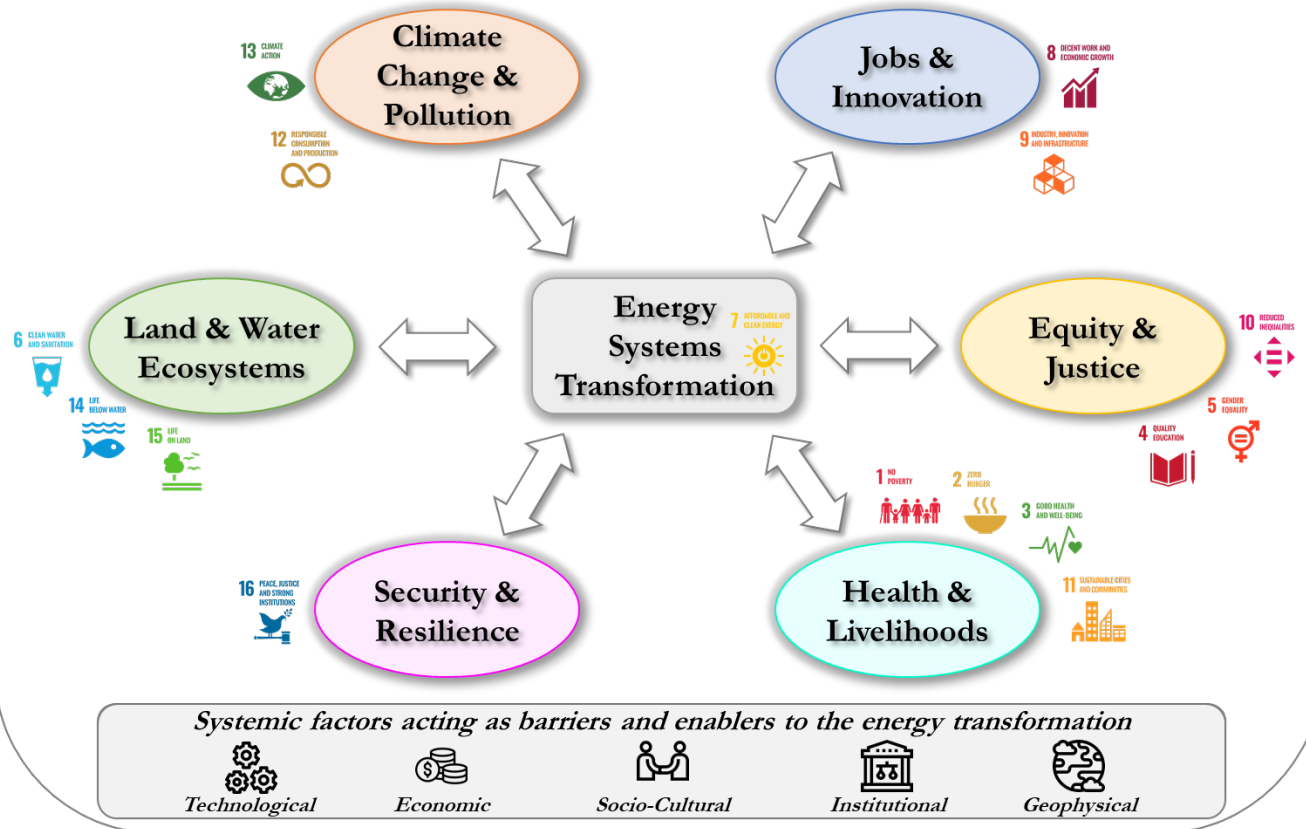 13 CLIMATE
ACTION
Climate
Change &
Pollution
12 RESPONSIBLE
CONSUMPTION
AND PRODUCTION
Jobs &
Innovation
8 DECENT WORK AND
ECONOMIC GROWTH
9 INDUSTRY, INNOVATION
AND INFRASTRUCTURE
6 CLEAN WATER
AND SANITATION
14 LIFE
BELOW WATER
15 LIFE
ON LAND
Land & Water
Ecosystems
Energy
Systems
Transformation
7 AFFORDABLE AND
CLEAN ENERGY
Equity &
Justice
10 REDUCED
INEQUALITIES
5 GENDER
EQUALITY
4 QUALITY
EDUCATION
1 NO
POVERTY
2 ZERO
HUNGER
3 GOOD HEALTH
AND WELL-BEING
16 PEACE, JUSTICE
AND STRONG
INSTITUTIONS
Security &
Resilience
Health &
Livelihoods
11 SUSTAINABLE CITIES
AND COMMUNITIES
Systemic factors acting as barriers and enablers to the energy transformation
$
Technological
Economic
Socio-Cultural
Institutional
Geophysical